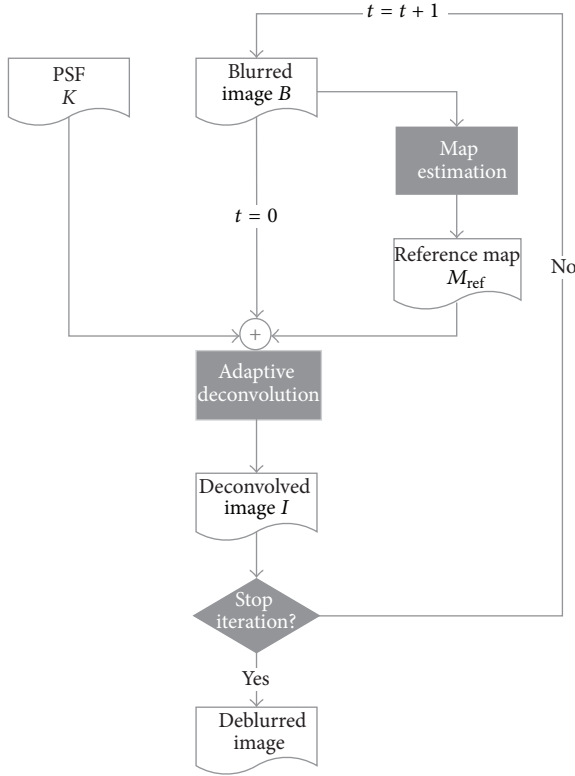 t = t + 1
PSF
K
Blurred
image B
Map
estimation
t = 0
Reference map
M_ref
No
+
Adaptive
deconvolution
Deconvolved
image I
Stop
iteration?
Yes
Deblurred
image